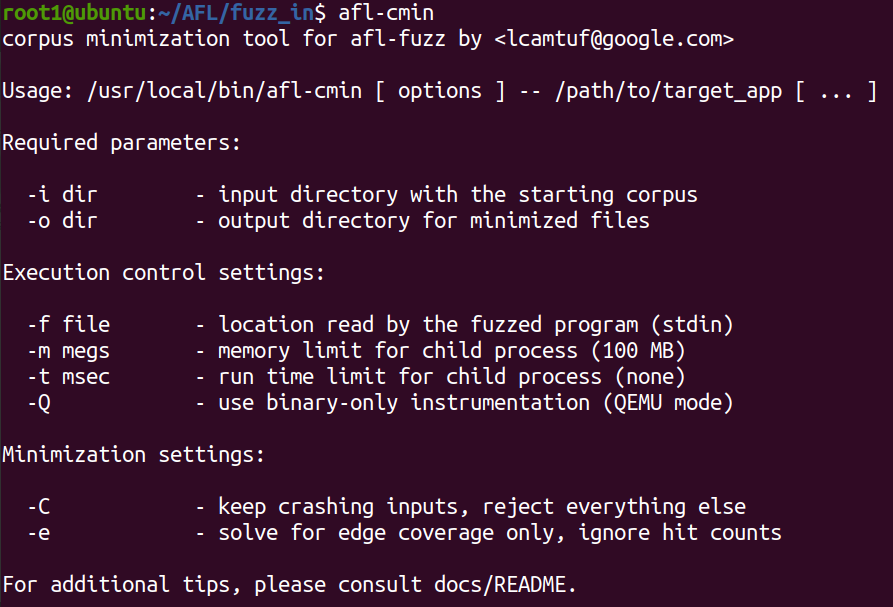 root1@ubuntu:~/AFL/fuzz_in$ afl-cmin
corpus minimization tool for afl-fuzz by <lcamtuf@google.com>
Usage: /usr/local/bin/afl-cmin [ options ] -- /path/to/target_app [ ... ]
Required parameters:
-i dir - input directory with the starting corpus
-o dir - output directory for minimized files
Execution control settings:
-f file - location read by the fuzzed program (stdin)
-m megs - memory limit for child process (100 MB)
-t msec - run time limit for child process (none)
-Q - use binary-only instrumentation (QEMU mode)
Minimization settings:
-C - keep crashing inputs, reject everything else
-e - solve for edge coverage only, ignore hit counts
For additional tips, please consult docs/README.